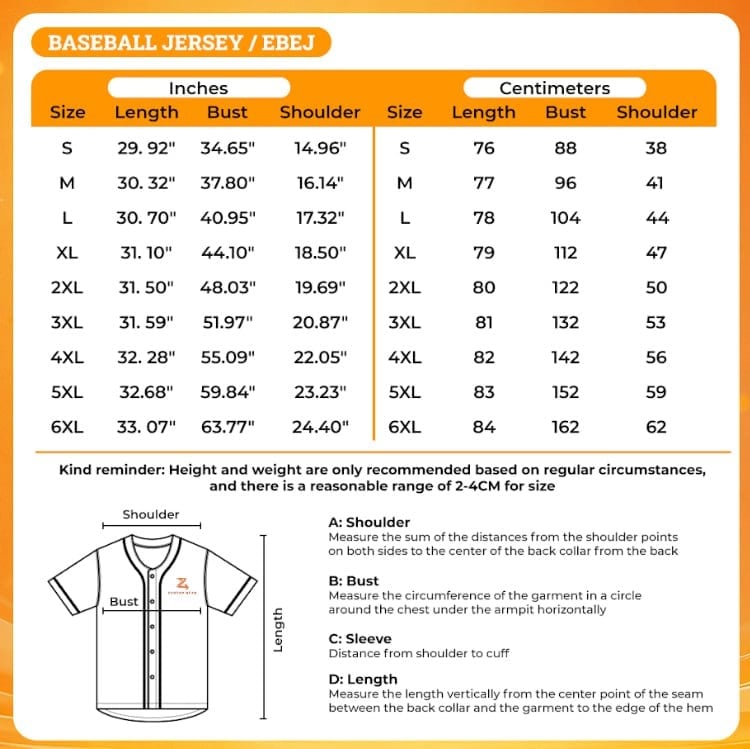 BASEBALL JERSEY / EBEJ
Inches Centimeters
Size Length Bust Shoulder Size Length Bust Shoulder
S 29. 92" 34.65" 14.96" S 76 88 38
M 30. 32" 37.80" 16.14" M 77 96 41
L 30. 70" 40.95" 17.32" L 78 104 44
XL 31. 10" 44.10" 18.50" XL 79 112 47
2XL 31. 50" 48.03" 19.69" 2XL 80 122 50
3XL 31. 59" 51.97" 20.87" 3XL 81 132 53
4XL 32. 28" 55.09" 22.05" 4XL 82 142 56
5XL 32.68" 59.84" 23.23" 5XL 83 152 59
6XL 33. 07" 63.77" 24.40" 6XL 84 162 62
Kind reminder: Height and weight are only recommended based on regular circumstances,
and there is a reasonable range of 2-4CM for size
Shoulder
Bust
Length
A: Shoulder
Measure the sum of the distances from the shoulder points
on both sides to the center of the back collar from the back
B: Bust
Measure the circumference of the garment in a circle
around the chest under the armpit horizontally
C: Sleeve
Distance from shoulder to cuff
D: Length
Measure the length vertically from the center point of the seam
between the back collar and the garment to the edge of the hem